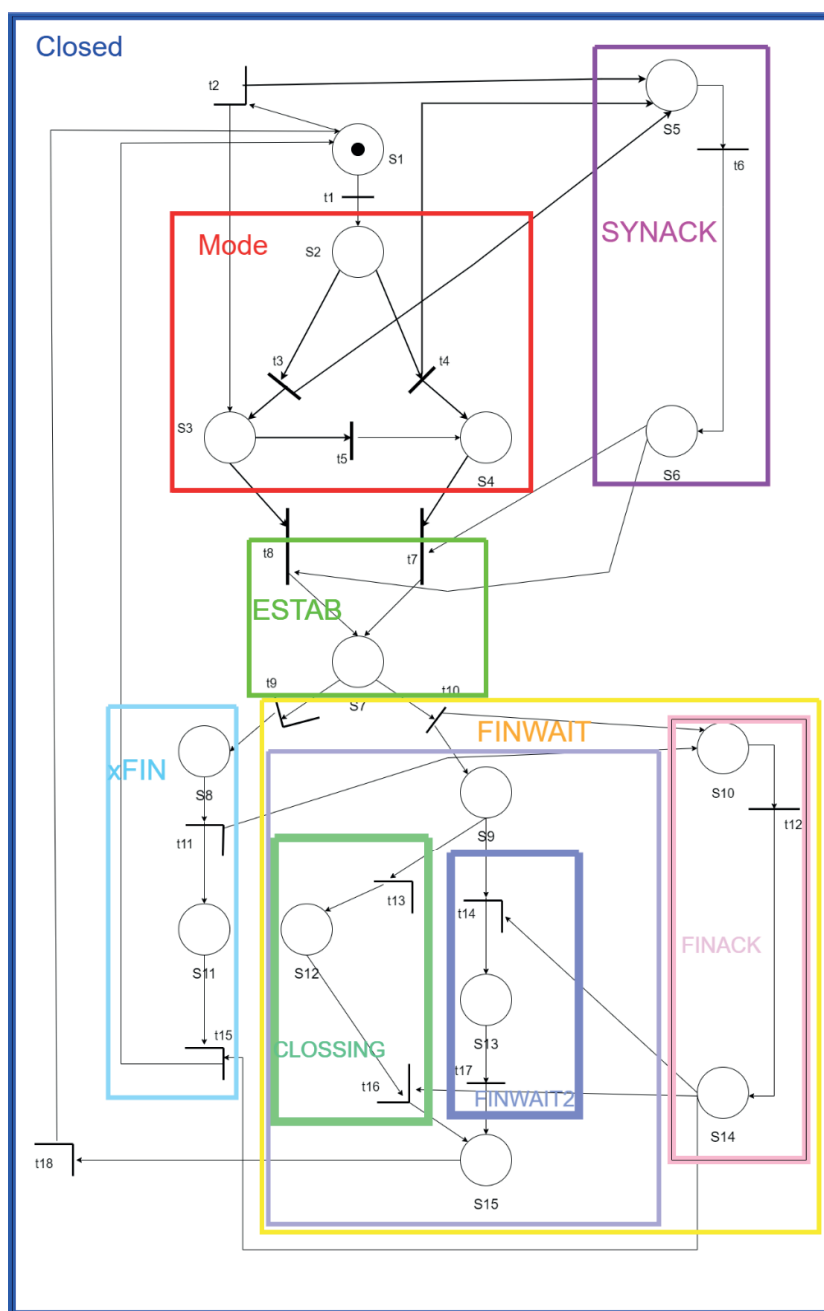 Closed
t2
S5
S1
t6
t1
Mode
S2
SYNACK
t3
t4
S3
t5
S4
S6
t8
t7
ESTAB
t9
S7
t10
FINWAIT
xFIN
S8
S10
S9
t11
t12
t13
t14
S11
S12
FINACK
t15
S13
CLOSSING
t17
t16
FINWAIT2
S14
t18
S15